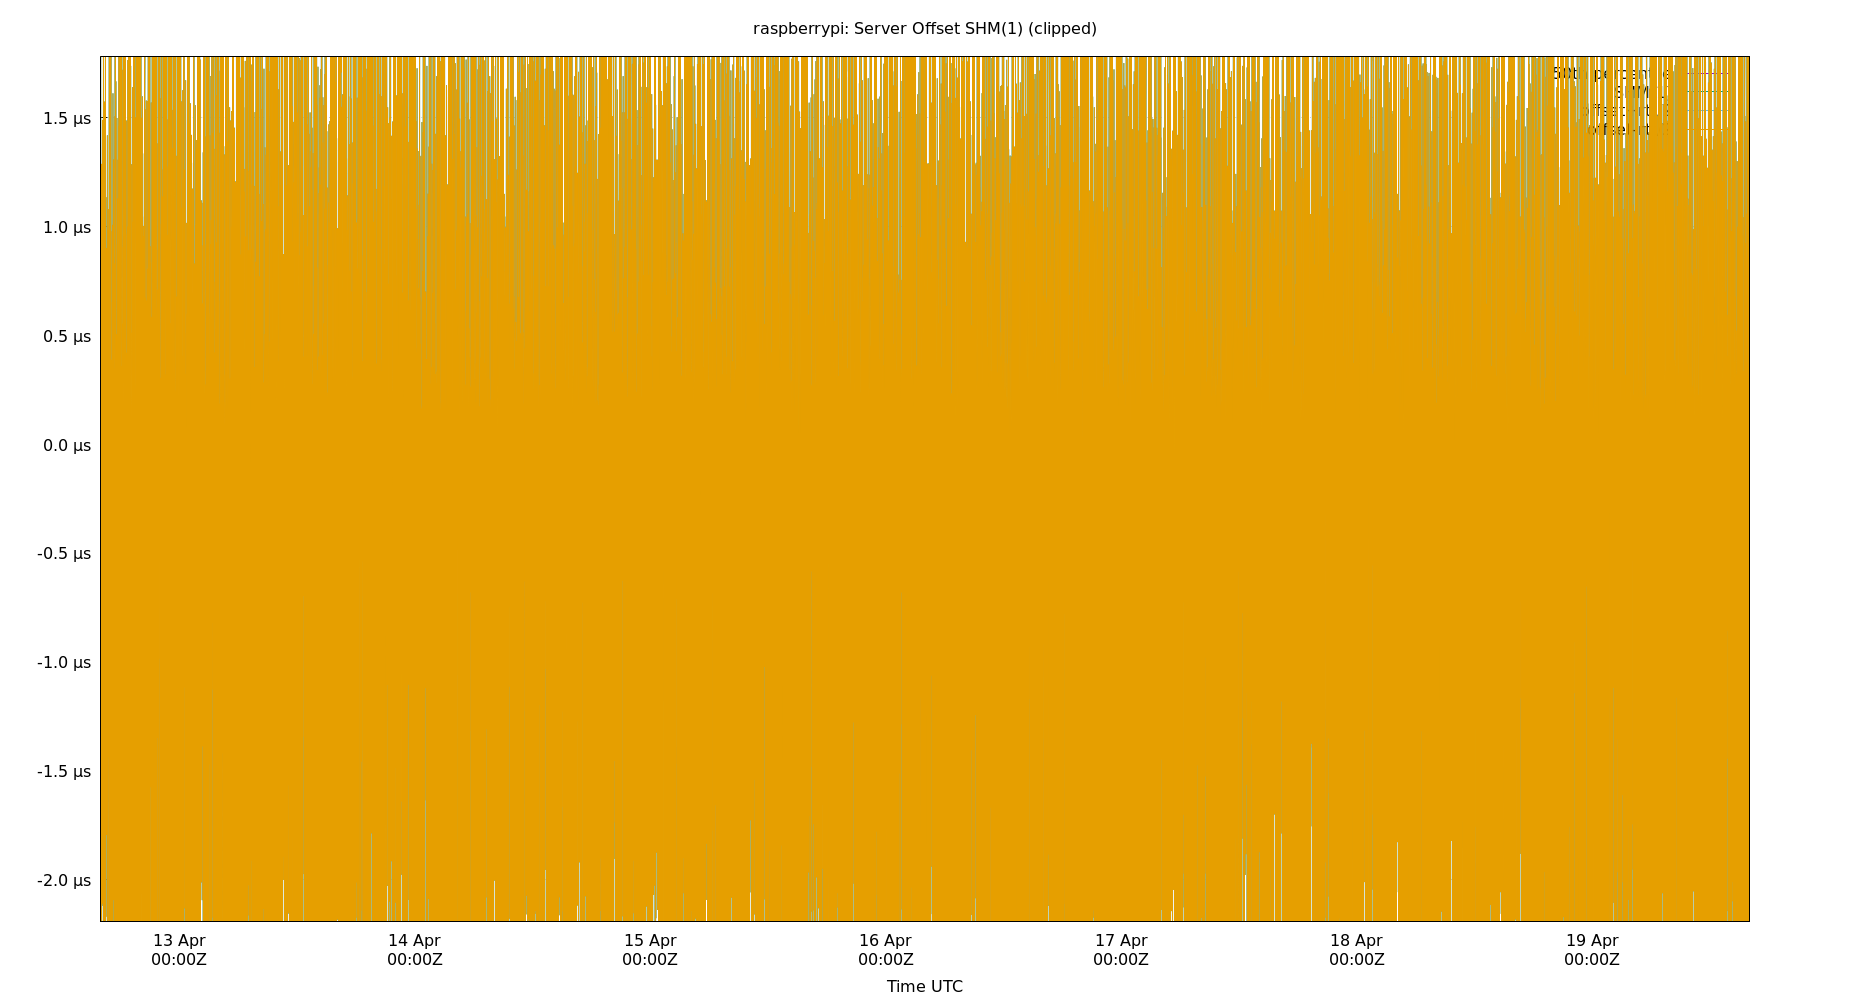 raspberrypi: Server Offset SHM(1) (clipped)
1.5 µs
1.0 µs
0.5 µs
0.0 µs
-0.5 µs
-1.0 µs
-1.5 µs
-2.0 µs
13 Apr 14 Apr 15 Apr 16 Apr 17 Apr 18 Apr 19 Apr
00:00Z 00:00Z 00:00Z 00:00Z 00:00Z 00:00Z 00:00Z
Time UTC